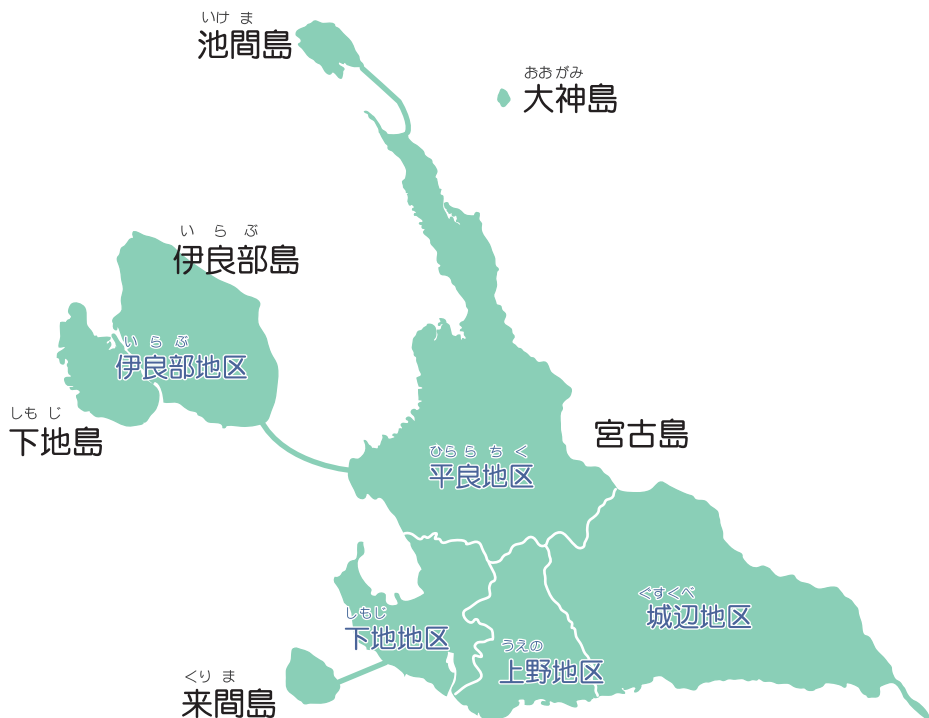 いけ ま
池間島
おお がみ
大神島
い ら ぶ
伊良部島
い ら ぶ
伊良部地区
しも じ
下地島
宮古島
ひら ら ち く
平良地区
ぐすくべ
城辺地区
しもじ
下地地区
うえの
上野地区
くり ま
来間島